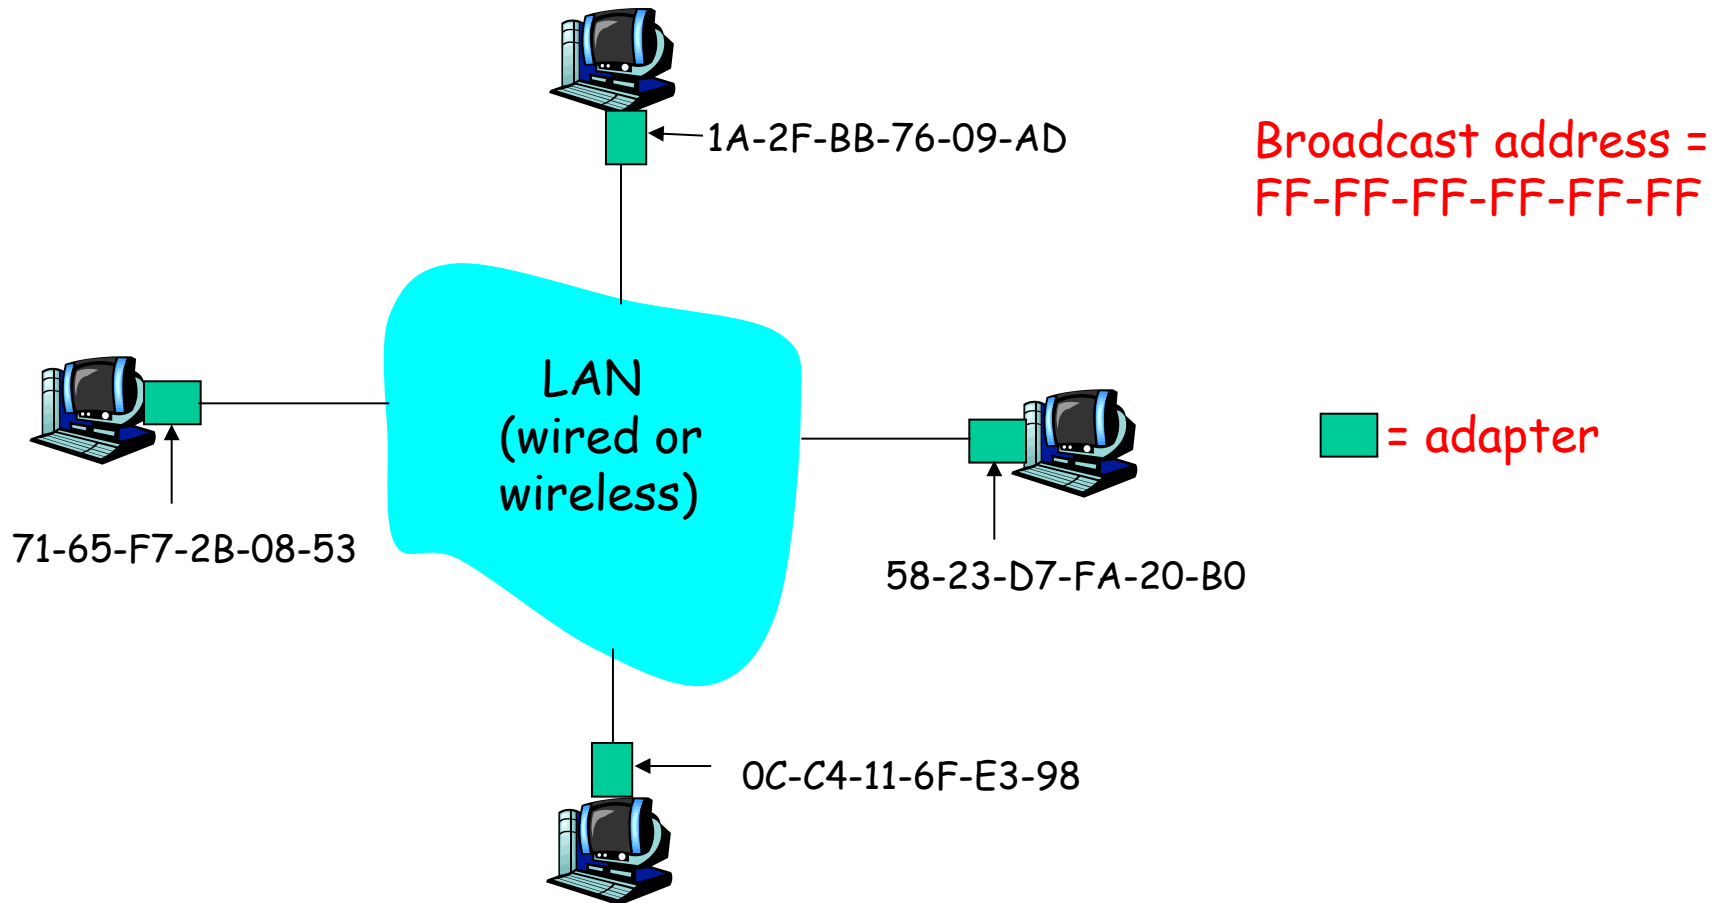 1A-2F-BB-76-09-AD
Broadcast address =
FF-FF-FF-FF-FF-FF
LAN
(wired or
wireless)
= adapter
71-65-F7-2B-08-53
58-23-D7-FA-20-B0
0C-C4-11-6F-E3-98